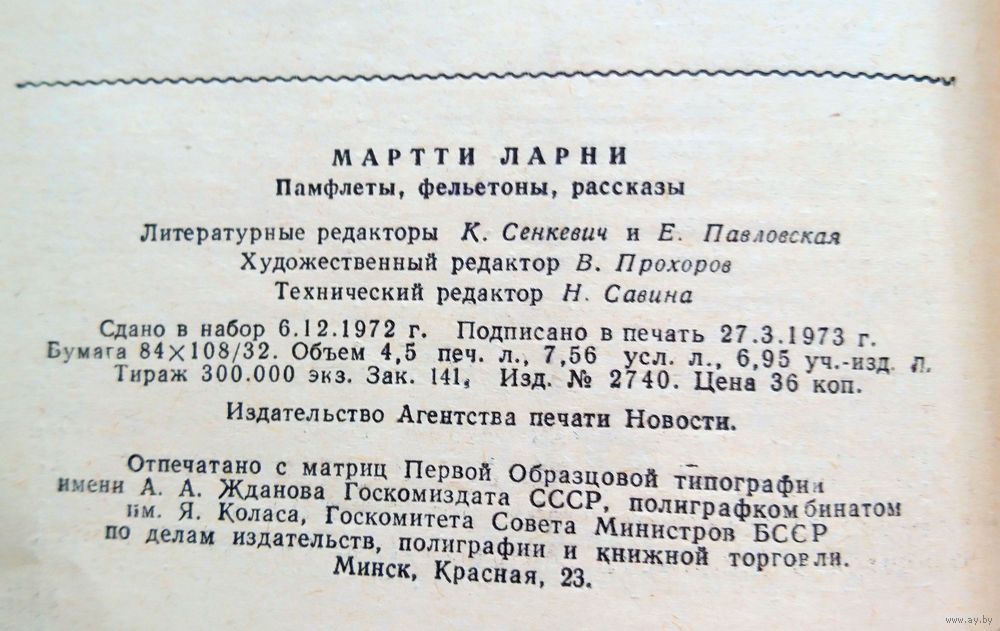 МАРТТИ ЛАРНИ
Памфлеты, фельетоны, рассказы
Литературные редакторы К. Сенкевич и Е. Павловская
Художественный редактор В. Прохоров
Технический редактор Н. Савина
Сдано в набор 6.12.1972 г. Подписано в печать 27.3.1973 г.
Бумага 84×108/32. Объем 4,5 печ. л., 7,56 усл. л., 6,95 уч.-изд. л.
Тираж 300.000 экз. Зак. 141. Изд. № 2740. Цена 36 коп.
Издательство Агентства печати Новости.
Отпечатано с матриц Первой Образцовой типографии
имени А. А. Жданова Госкомиздата СССР, полиграфкомбинатом
им. Я. Коласа, Госкомитета Совета Министров БССР
по делам издательств, полиграфии и книжной торговли.
Минск, Красная, 23.
www.ay.by